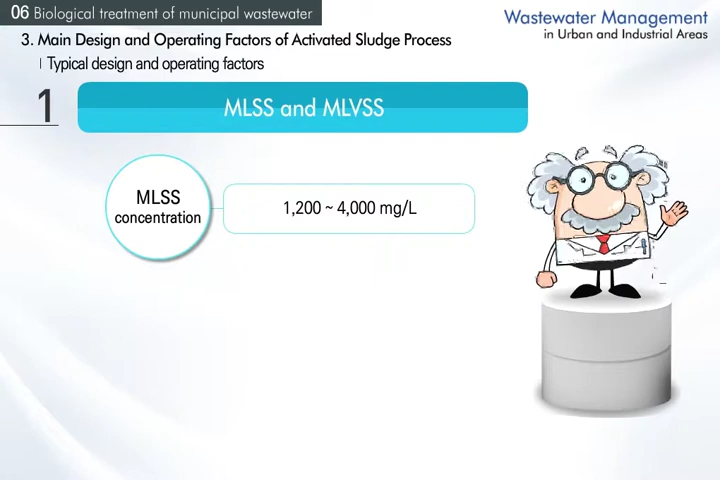 06 Biological treatment of municipal wastewater
Wastewater Management
in Urban and Industrial Areas
3. Main Design and Operating Factors of Activated Sludge Process
| Typical design and operating factors
1
MLSS and MLVSS
MLSS
concentration
1,200 ~ 4,000 mg/L